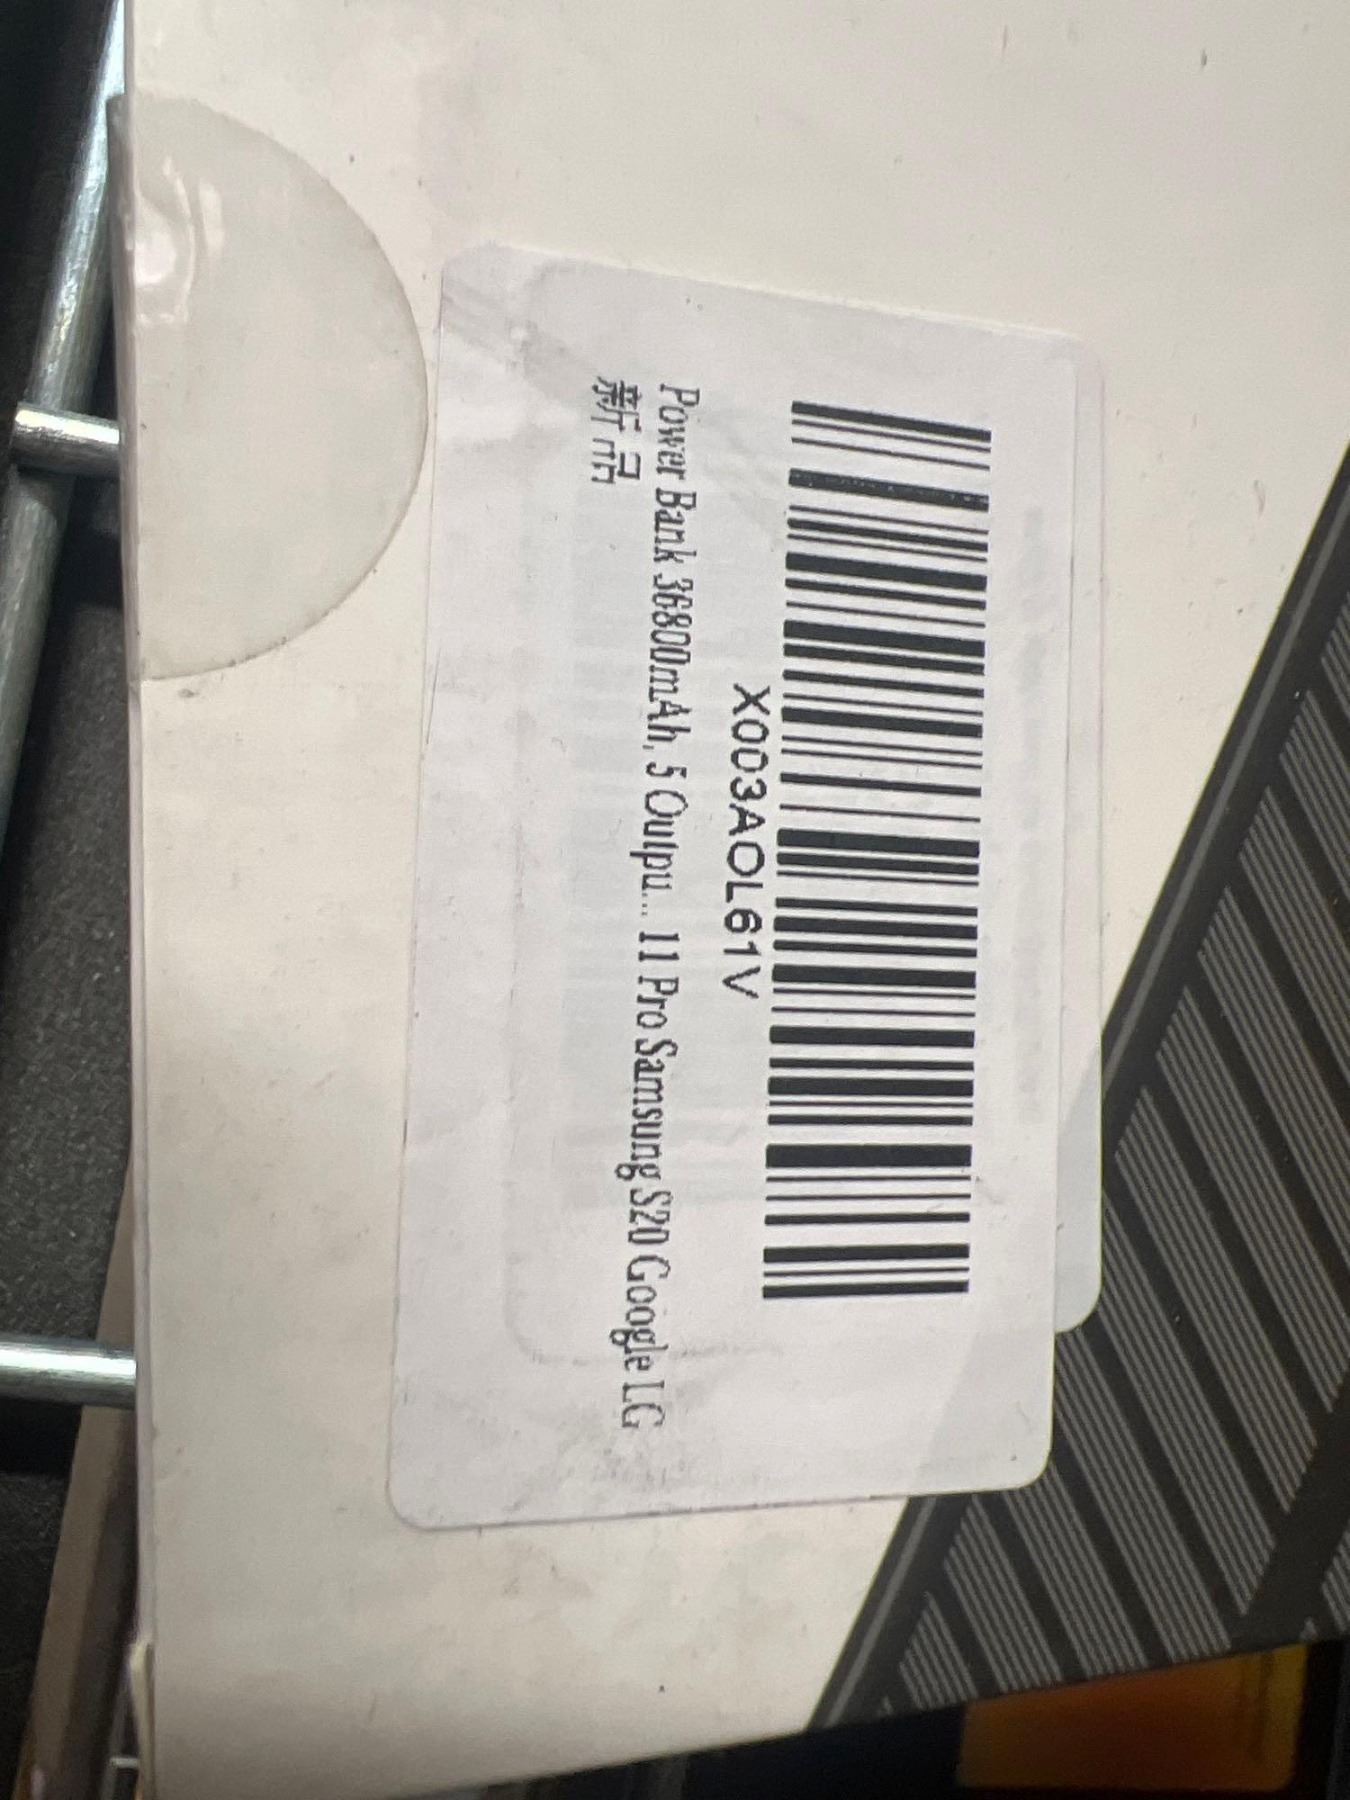 X003AOL61V
Power Bank 36800mAh, 5 Outpu... 11 Pro Samsung S20 Google LG
新品